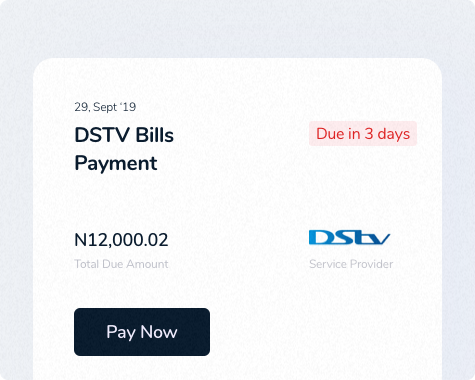 29, Sept ‘19
DSTV Bills
Payment
Due in 3 days
N12,000.02
Total Due Amount
DStv
Service Provider
Pay Now